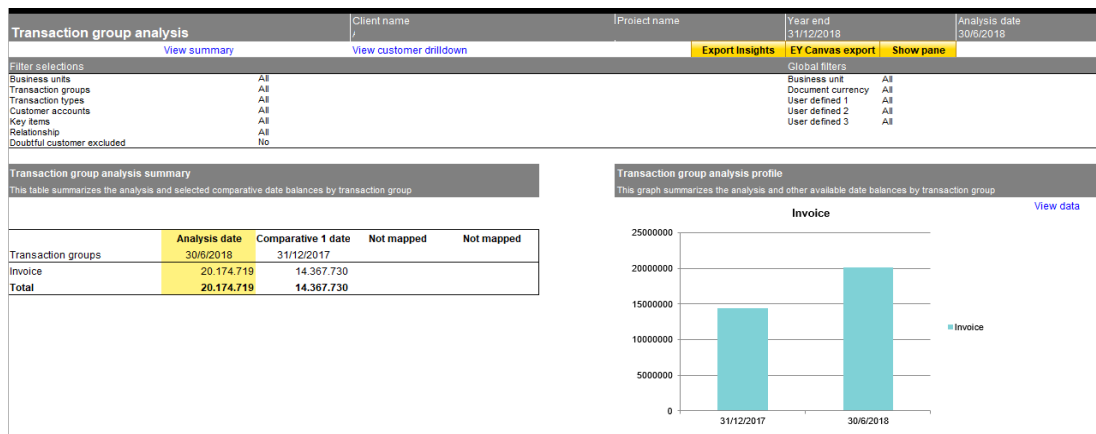 Transaction group analysis
Client name
/
Project name
Year end
31/12/2018
Analysis date
30/6/2018
View summary
View customer drilldown
Export Insights
EY Canvas export
Show pane
Filter selections
Global filters
Business units All
Transaction groups All
Transaction types All
Customer accounts All
Key items All
Relationship All
Doubtful customer excluded No
Business unit All
Document currency All
User defined 1 All
User defined 2 All
User defined 3 All
Transaction group analysis summary
This table summarizes the analysis and selected comparative date balances by transaction group
Analysis date Comparative 1 date Not mapped Not mapped
Transaction groups 30/6/2018 31/12/2017
Invoice 20.174.719 14.367.730
Total 20.174.719 14.367.730
Transaction group analysis profile
This graph summarizes the analysis and other available date balances by transaction group
View data
Invoice
25000000
20000000
15000000
10000000
5000000
0
31/12/2017 30/6/2018
Invoice